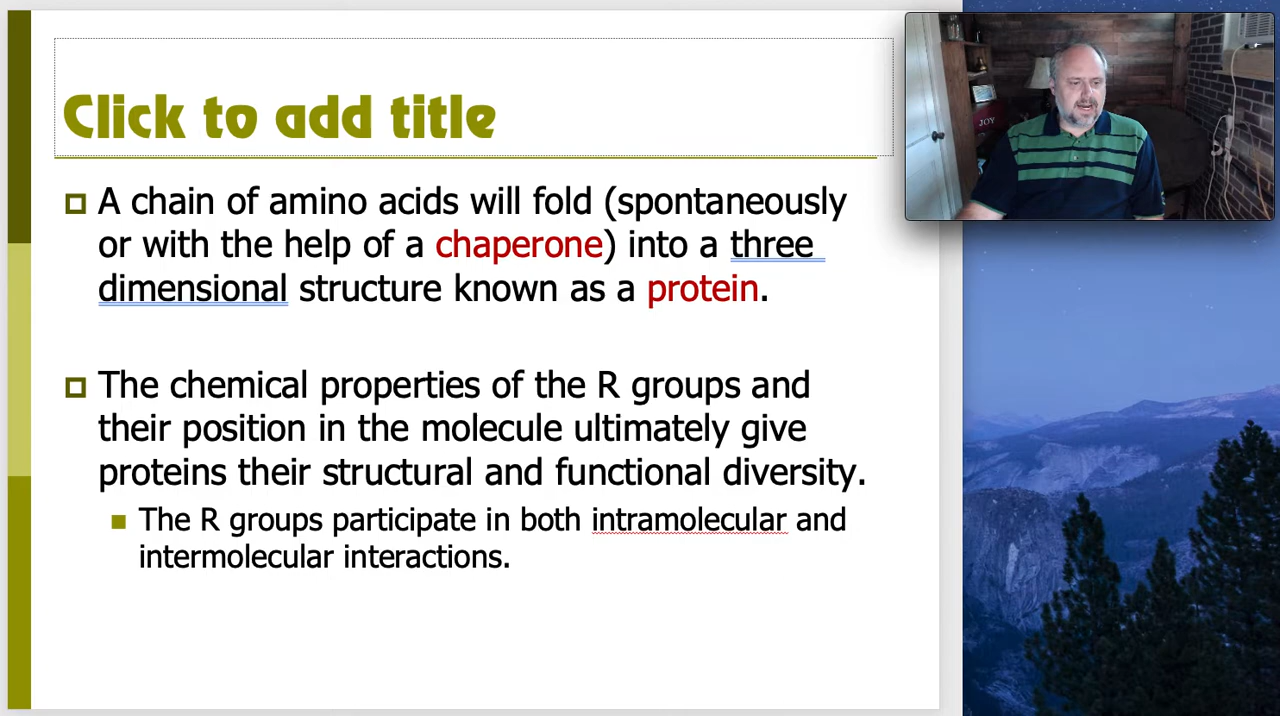 Click to add title
A chain of amino acids will fold (spontaneously
or with the help of a chaperone) into a three
dimensional structure known as a protein.
The chemical properties of the R groups and
their position in the molecule ultimately give
proteins their structural and functional diversity.
The R groups participate in both intramolecular and
intermolecular interactions.
JOY